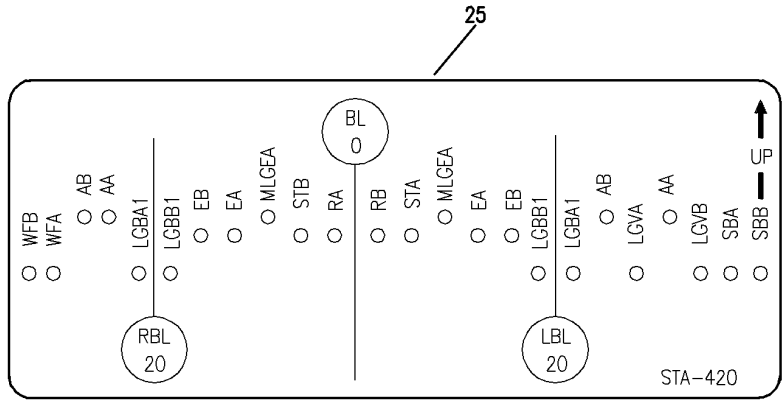 25
BL
0
UP
WFB
WFA
AB
AA
LGBA1
LGBB1
EB
EA
MLGEA
STB
RA
RB
STA
MLGEA
EA
EB
LGBB1
LGBA1
AB
LGVA
AA
LGVB
SBA
SBB
RBL
20
LBL
20
STA-420